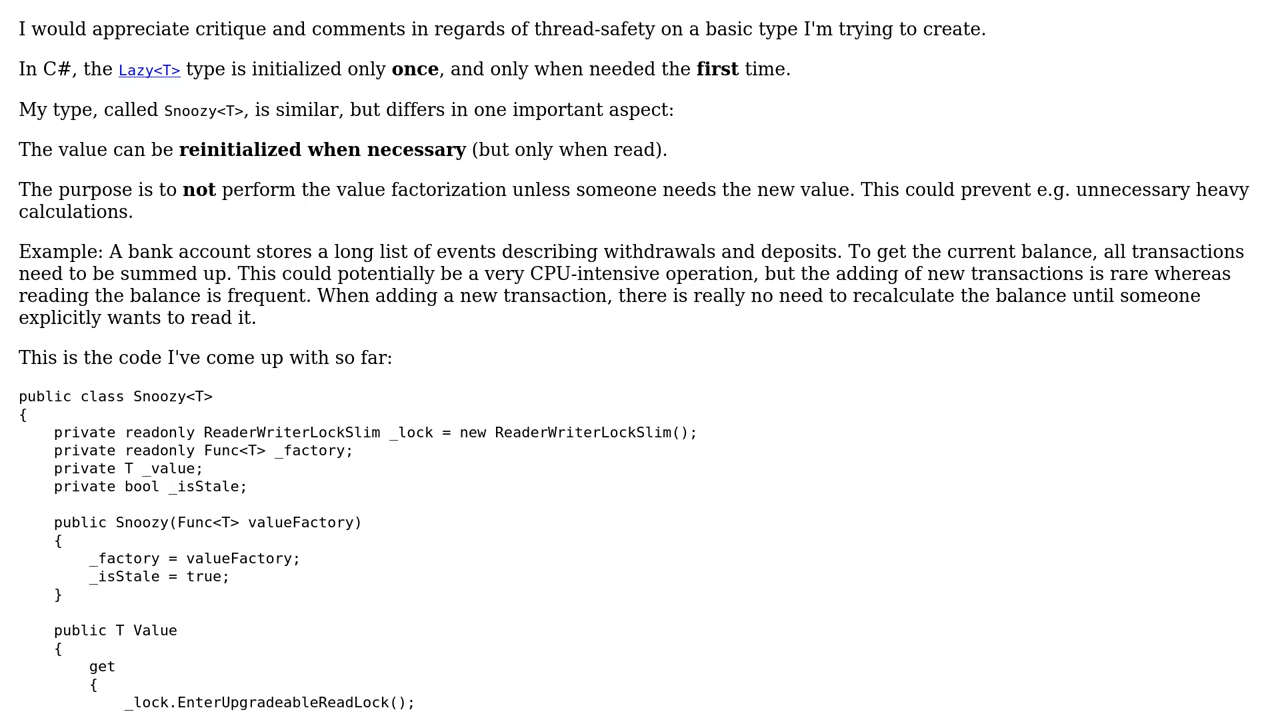 I would appreciate critique and comments in regards of thread-safety on a basic type I'm trying to create.
In C#, the Lazy<T> type is initialized only once, and only when needed the first time.
My type, called Snoozy<T>, is similar, but differs in one important aspect:
The value can be reinitialized when necessary (but only when read).
The purpose is to not perform the value factorization unless someone needs the new value. This could prevent e.g. unnecessary heavy
calculations.
Example: A bank account stores a long list of events describing withdrawals and deposits. To get the current balance, all transactions
need to be summed up. This could potentially be a very CPU-intensive operation, but the adding of new transactions is rare whereas
reading the balance is frequent. When adding a new transaction, there is really no need to recalculate the balance until someone
explicitly wants to read it.
This is the code I've come up with so far:
public class Snoozy<T>
{
    private readonly ReaderWriterLockSlim _lock = new ReaderWriterLockSlim();
    private readonly Func<T> _factory;
    private T _value;
    private bool _isStale;

    public Snoozy(Func<T> valueFactory)
    {
        _factory = valueFactory;
        _isStale = true;
    }

    public T Value
    {
        get
        {
            _lock.EnterUpgradeableReadLock();